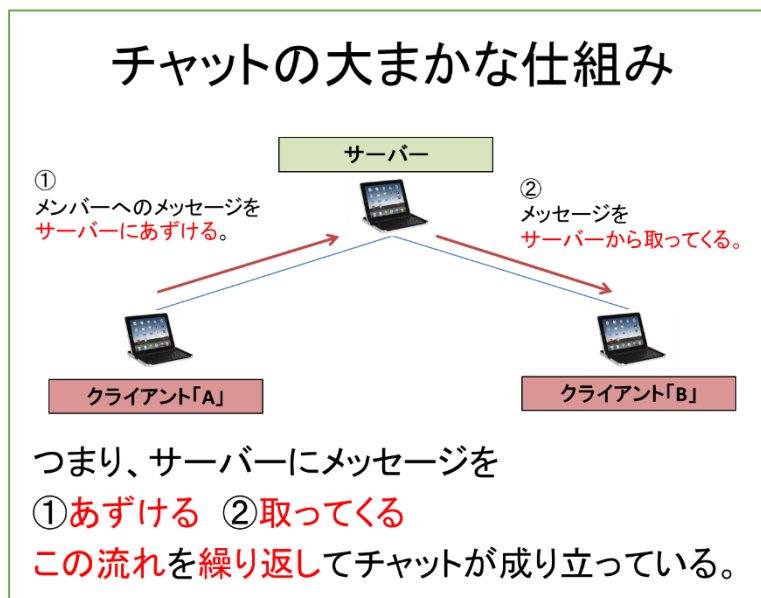 チャットの大まかな仕組み
サーバー
①
メンバーへのメッセージを
サーバーにあずける。
②
メッセージを
サーバーから取ってくる。
クライアント「A」
クライアント「B」
つまり、サーバーにメッセージを
①あずける ②取ってくる
この流れを繰り返してチャットが成り立っている。